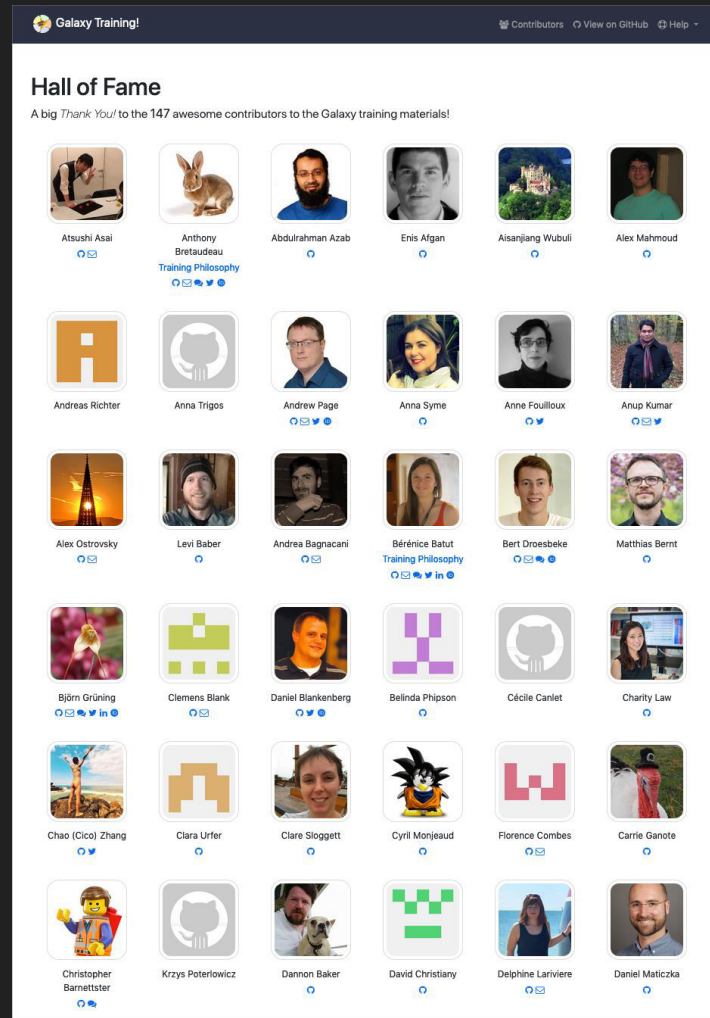 Galaxy Training!
Contributors View on GitHub Help
Hall of Fame
A big Thank You! to the 147 awesome contributors to the Galaxy training materials!
Atsushi Asai
Anthony
Bretaudeau
Training Philosophy
Abdulrahman Azab
Enis Afgan
Aisanjiang Wubuli
Alex Mahmoud
Andreas Richter
Anna Trigos
Andrew Page
Anna Syme
Anne Fouilloux
Anup Kumar
Alex Ostrovsky
Levi Baber
Andrea Bagnacani
Bérénice Batut
Training Philosophy
Bert Droesbeke
Matthias Bernt
Björn Grüning
Clemens Blank
Daniel Blankenberg
Belinda Phipson
Cécile Canlet
Charity Law
Chao (Cico) Zhang
Clara Urfer
Clare Sloggett
Cyril Monjeaud
Florence Combes
Carrie Ganote
Christopher
Barnettster
Krzys Poterlowicz
Dannon Baker
David Christiany
Delphine Lariviere
Daniel Maticzka